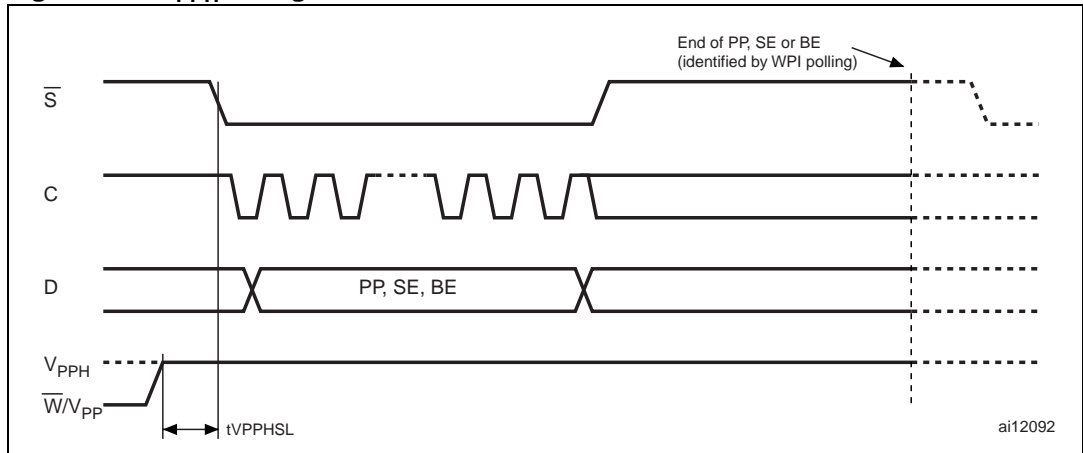 End of PP, SE or BE
(identified by WPI polling)
S̅
C
D
PP, SE, BE
VPPH
W̅/VPP
tVPPHSL
ai12092